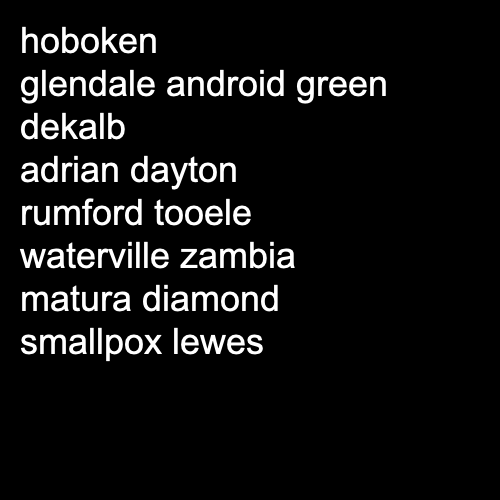 hoboken
glendale android green
dekalb
adrian dayton
rumford tooele
waterville zambia
matura diamond
smallpox lewes